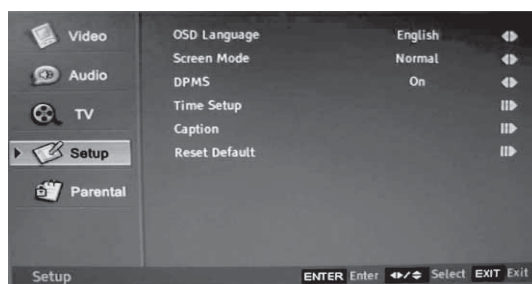 Video
Audio
TV
Setup
Parental
OSD Language English
Screen Mode Normal
DPMS On
Time Setup
Caption
Reset Default
Setup ENTER Enter Select EXIT Exit